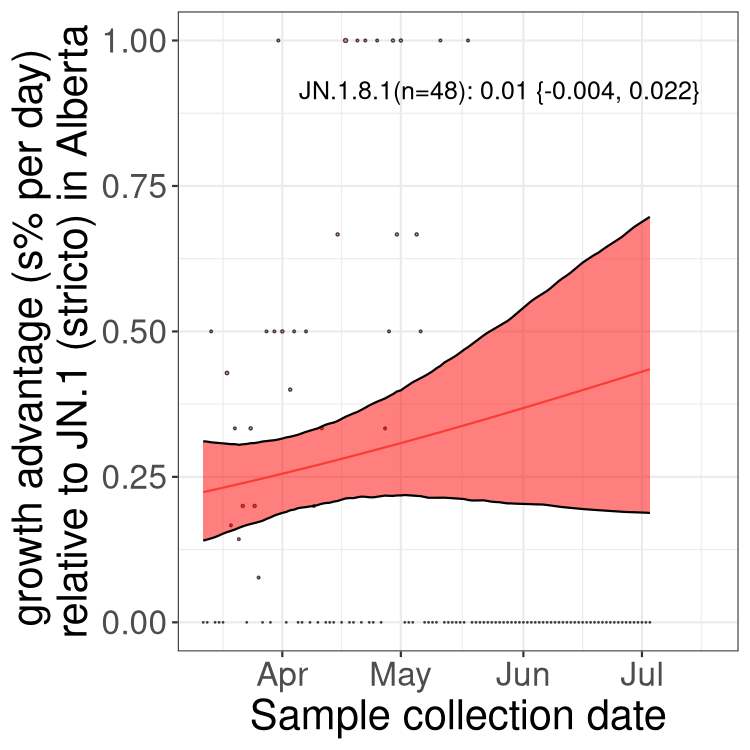 growth advantage (s% per day)
relative to JN.1 (stricto) in Alberta
1.00
0.75
0.50
0.25
0.00
JN.1.8.1(n=48): 0.01 {-0.004, 0.022}
Apr May Jun Jul
Sample collection date